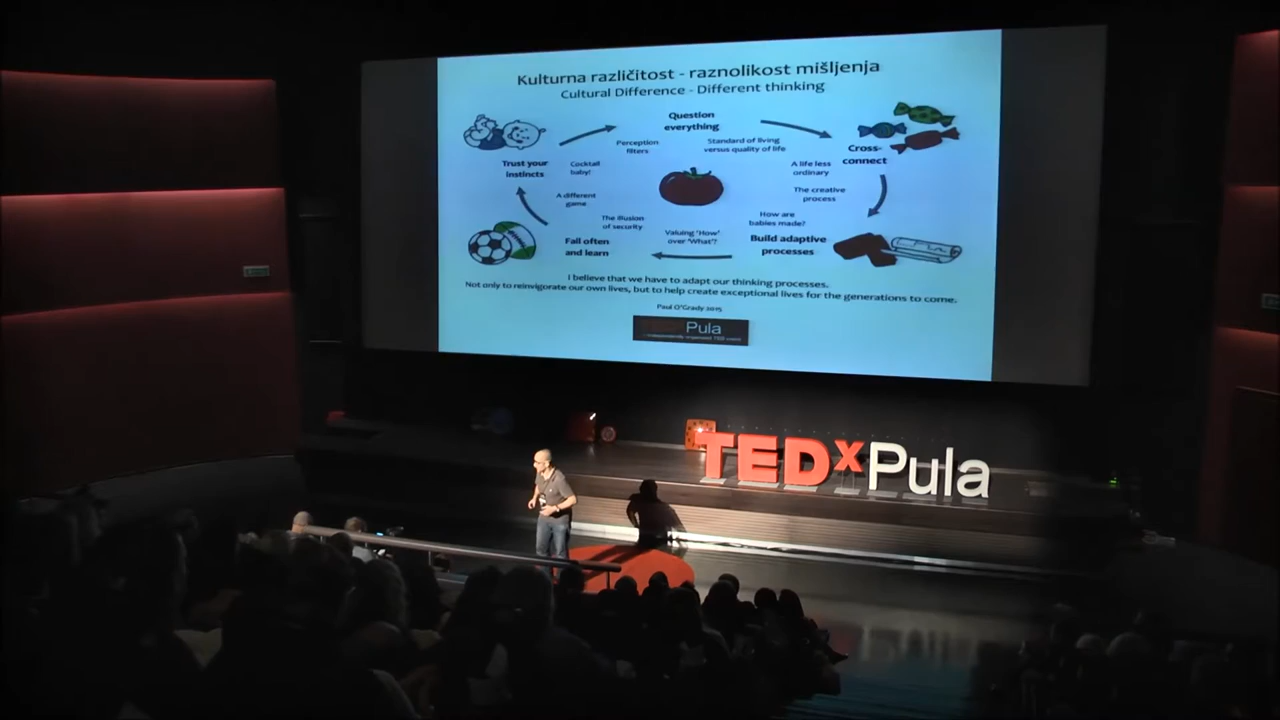 Kulturna različitost - raznolikost mišljenja
Cultural Difference - Different thinking
Question
everything
Perception
filters
Standard of living
versus quality of life
Cross-
connect
Trust your
instincts
Cocktail
baby!
A life less
ordinary
A different
game
The creative
process
The illusion
of security
How are
babies made?
Fail often
and learn
Valuing 'How'
over 'What'?
Build adaptive
processes
I believe that we have to adapt our thinking processes.
Not only to reinvigorate our own lives, but to help create exceptional lives for the generations to come.
Paul O'Grady 2015
TEDx Pula
TEDxPula